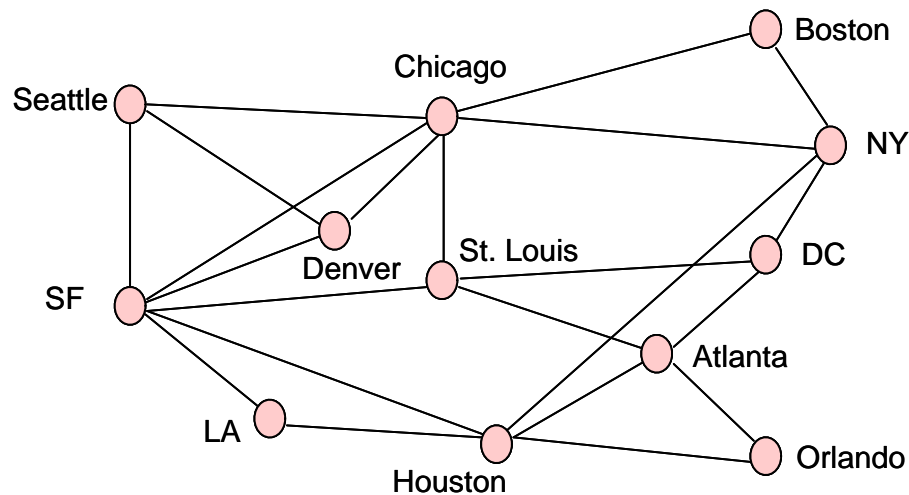 Boston
Chicago
Seattle
NY
St. Louis
DC
Denver
SF
Atlanta
LA
Orlando
Houston